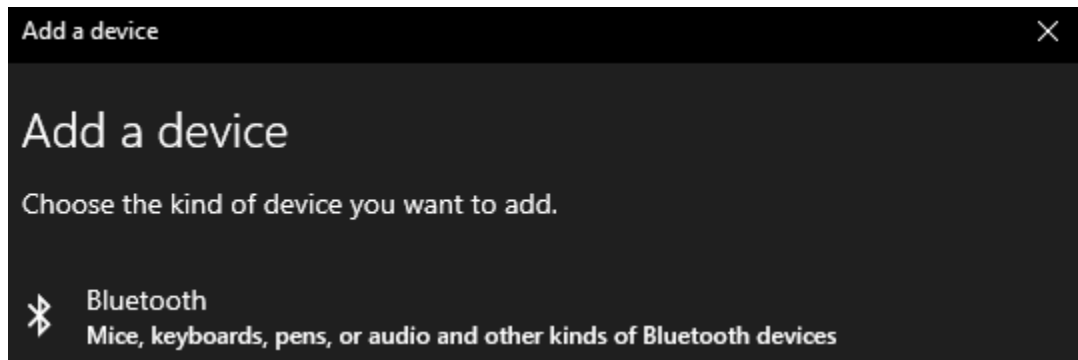 Add a device
Add a device
Choose the kind of device you want to add.
Bluetooth
Mice, keyboards, pens, or audio and other kinds of Bluetooth devices